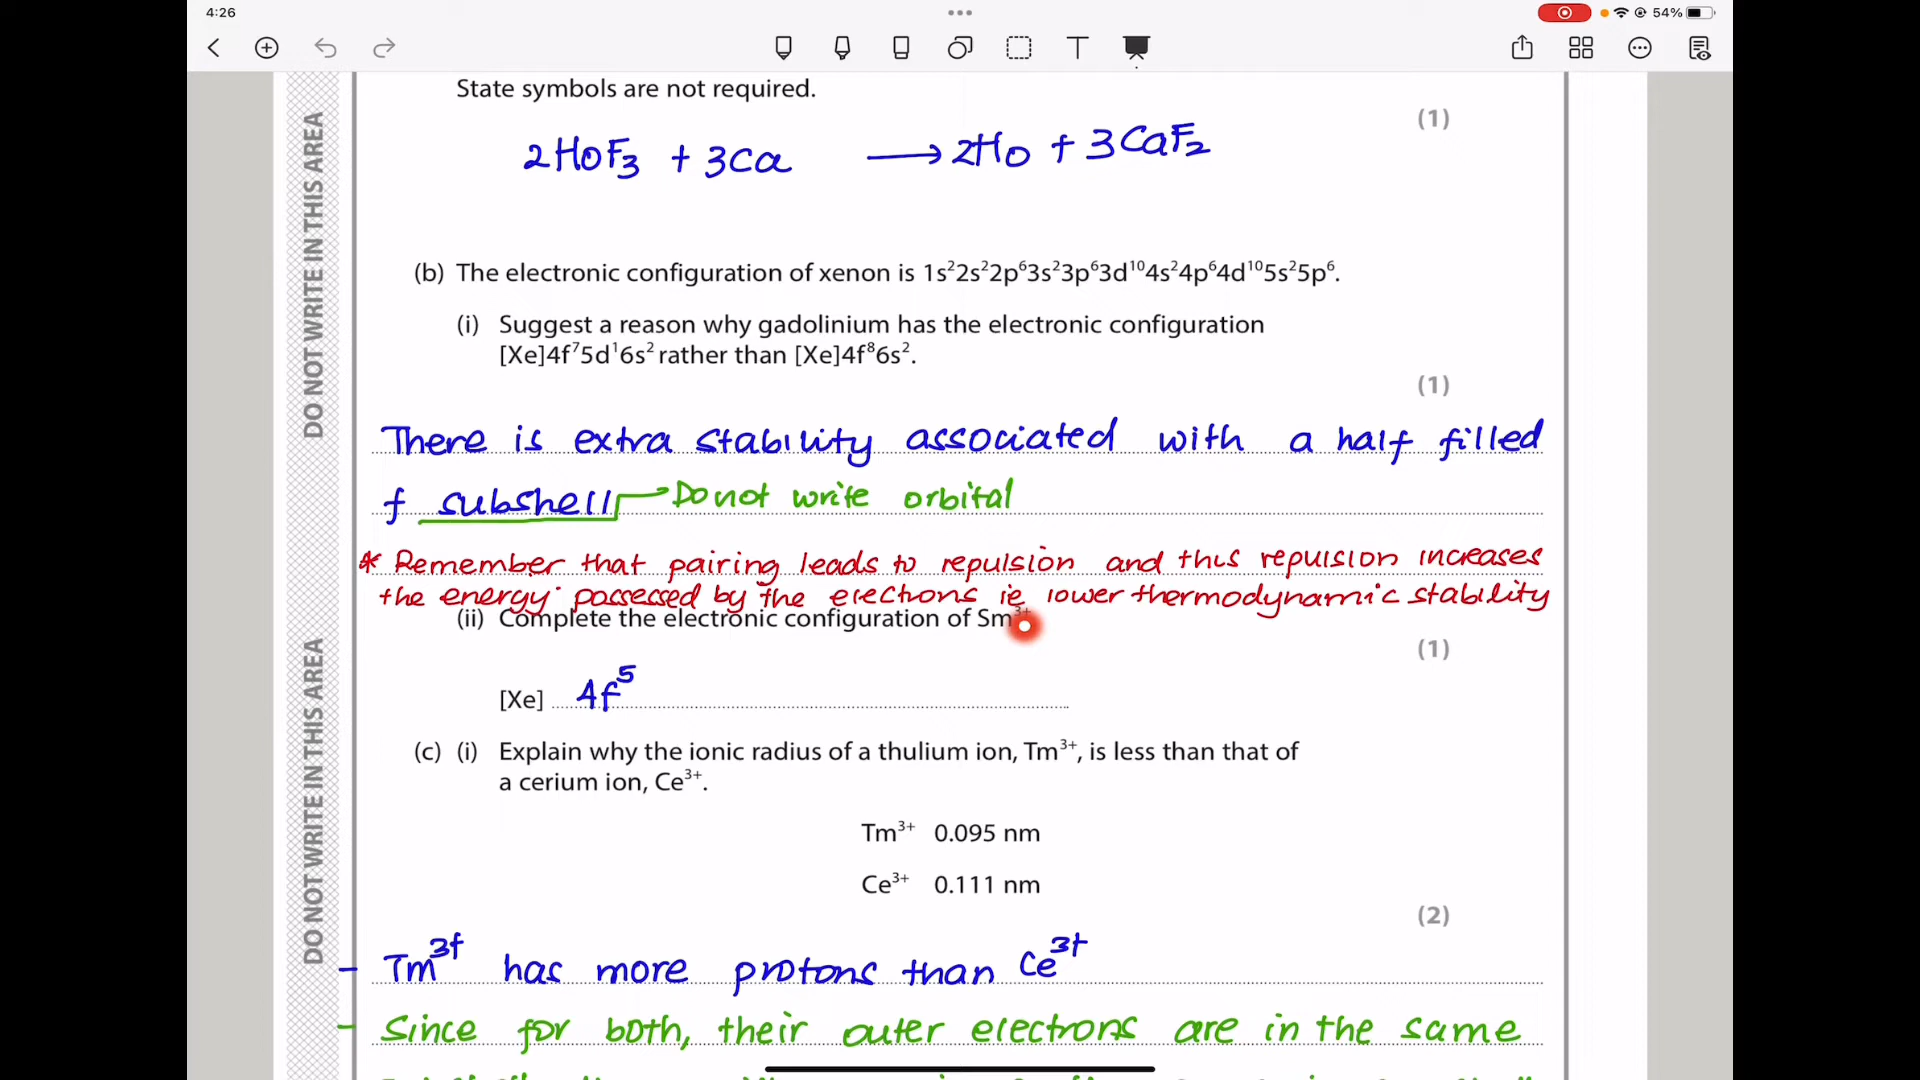 4:26
54%
State symbols are not required.
(1)
2HoF₃ + 3Ca ⟶ 2Ho + 3CaF₂
(b) The electronic configuration of xenon is 1s²2s²2p⁶3s²3p⁶3d¹⁰4s²4p⁶4d¹⁰5s²5p⁶.
(i) Suggest a reason why gadolinium has the electronic configuration
[Xe]4f⁷5d¹6s² rather than [Xe]4f⁸6s².
(1)
There is extra stability associated with a half filled
f subshell → Do not write orbital
* Remember that pairing leads to repulsion and this repulsion increases
the energy possessed by the electrons ie lower thermodynamic stability
(ii) Complete the electronic configuration of Sm³⁺
(1)
[Xe] 4f⁵
(c) (i) Explain why the ionic radius of a thulium ion, Tm³⁺, is less than that of
a cerium ion, Ce³⁺.
Tm³⁺ 0.095 nm
Ce³⁺ 0.111 nm
(2)
- Tm³⁺ has more protons than Ce³⁺
- Since for both, their outer electrons are in the same
DO NOT WRITE IN THIS AREA
DO NOT WRITE IN THIS AREA